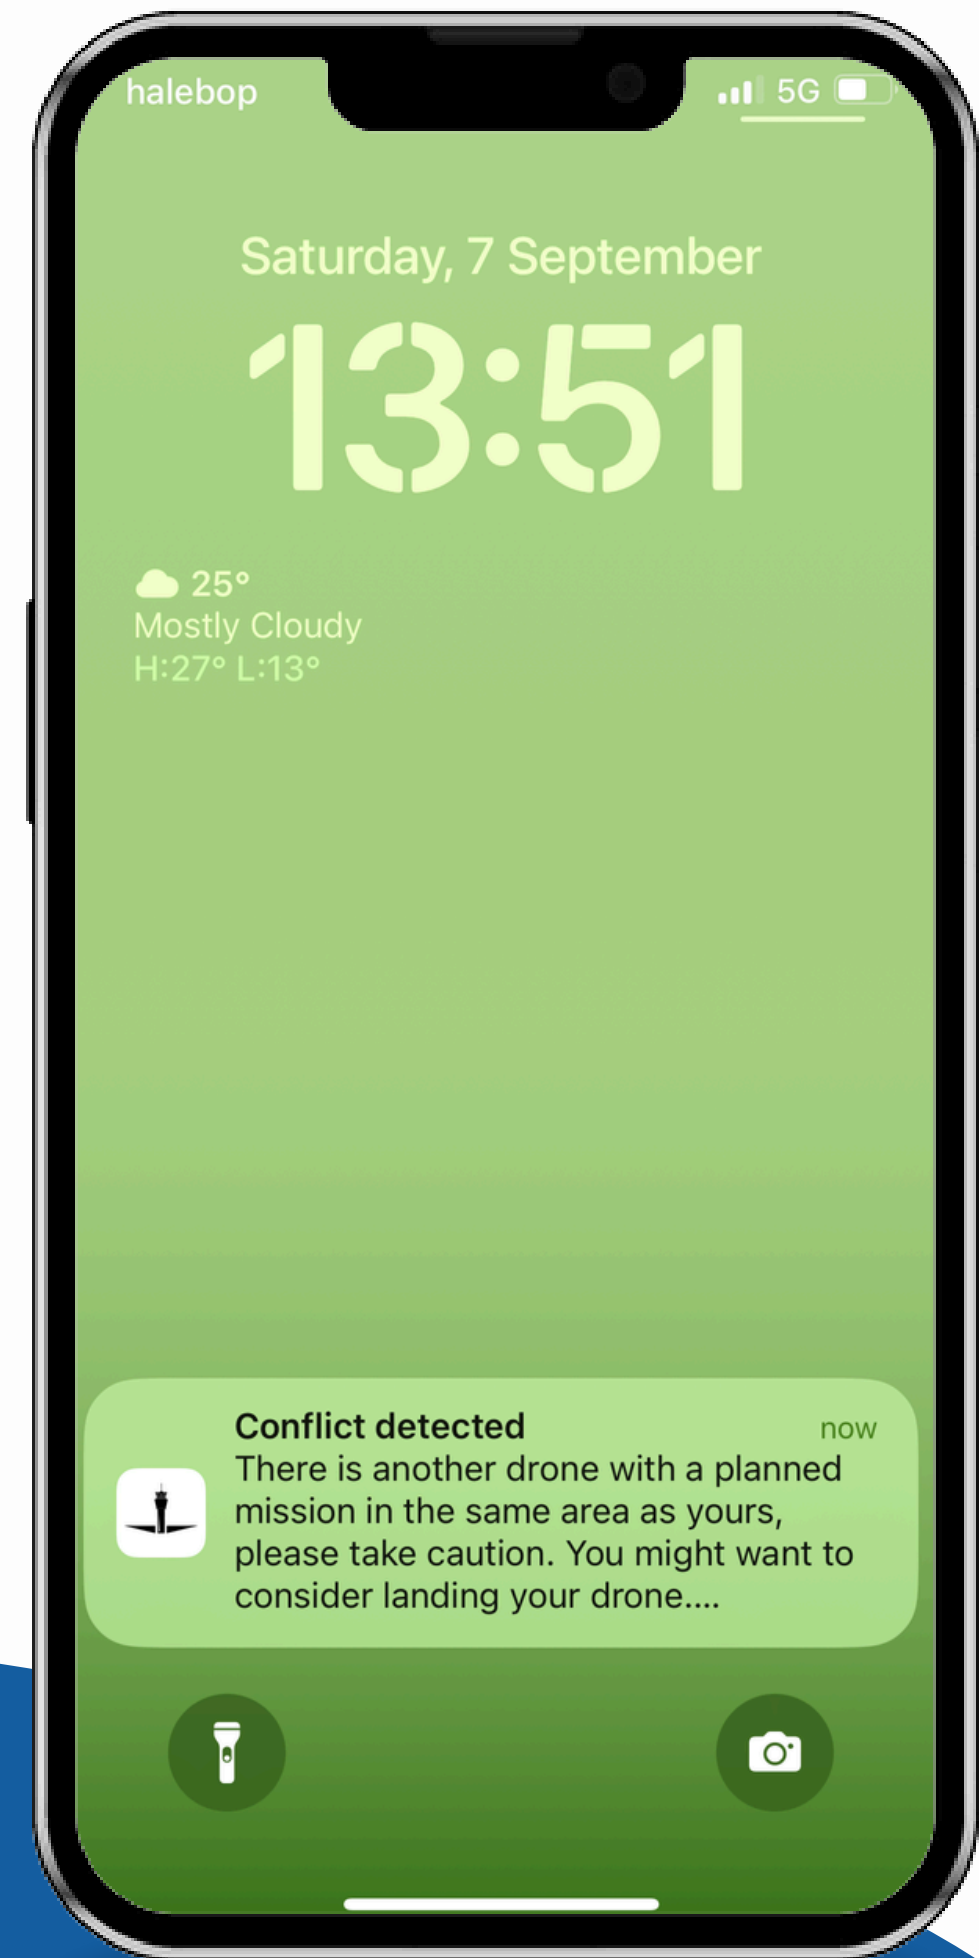 halebop 5G
Saturday, 7 September
13:51
25°
Mostly Cloudy
H:27° L:13°
Conflict detected now
There is another drone with a planned
mission in the same area as yours,
please take caution. You might want to
consider landing your drone....